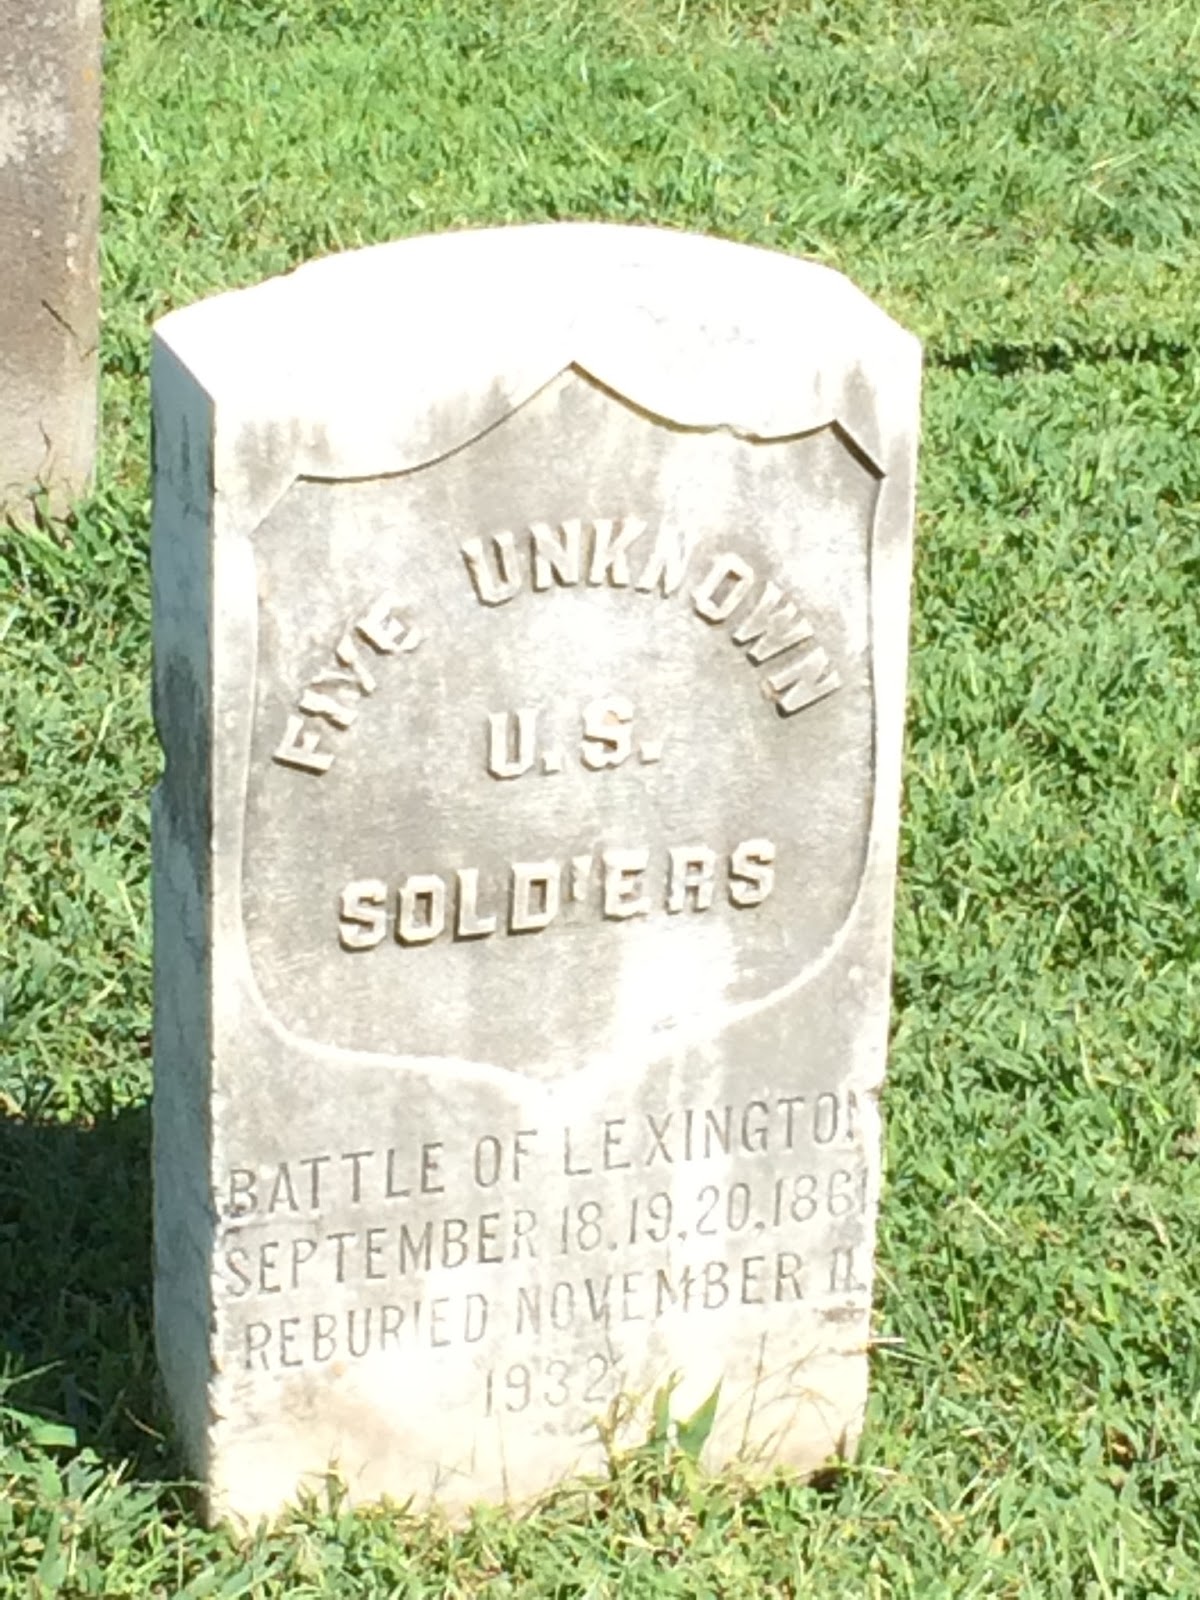 FIVE UNKNOWN
U.S.
SOLDIERS
BATTLE OF LEXINGTON
SEPTEMBER 18,19,20,1861
REBURIED NOVEMBER 11,
1932